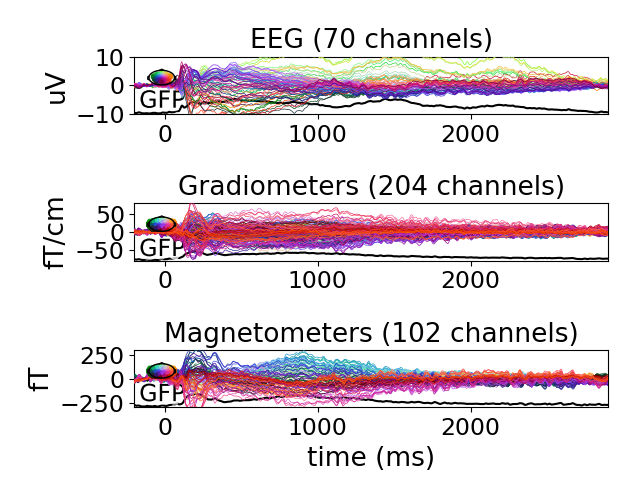 EEG (70 channels)
10
0
−10
uV
GFP
0 1000 2000
Gradiometers (204 channels)
50
0
−50
fT/cm
GFP
0 1000 2000
Magnetometers (102 channels)
250
0
−250
fT
GFP
0 1000 2000
time (ms)